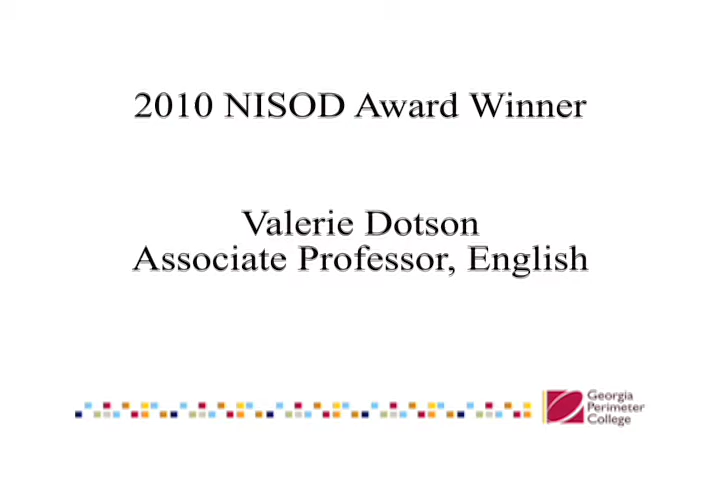 2010 NISOD Award Winner
Valerie Dotson
Associate Professor, English
Georgia
Perimeter
College